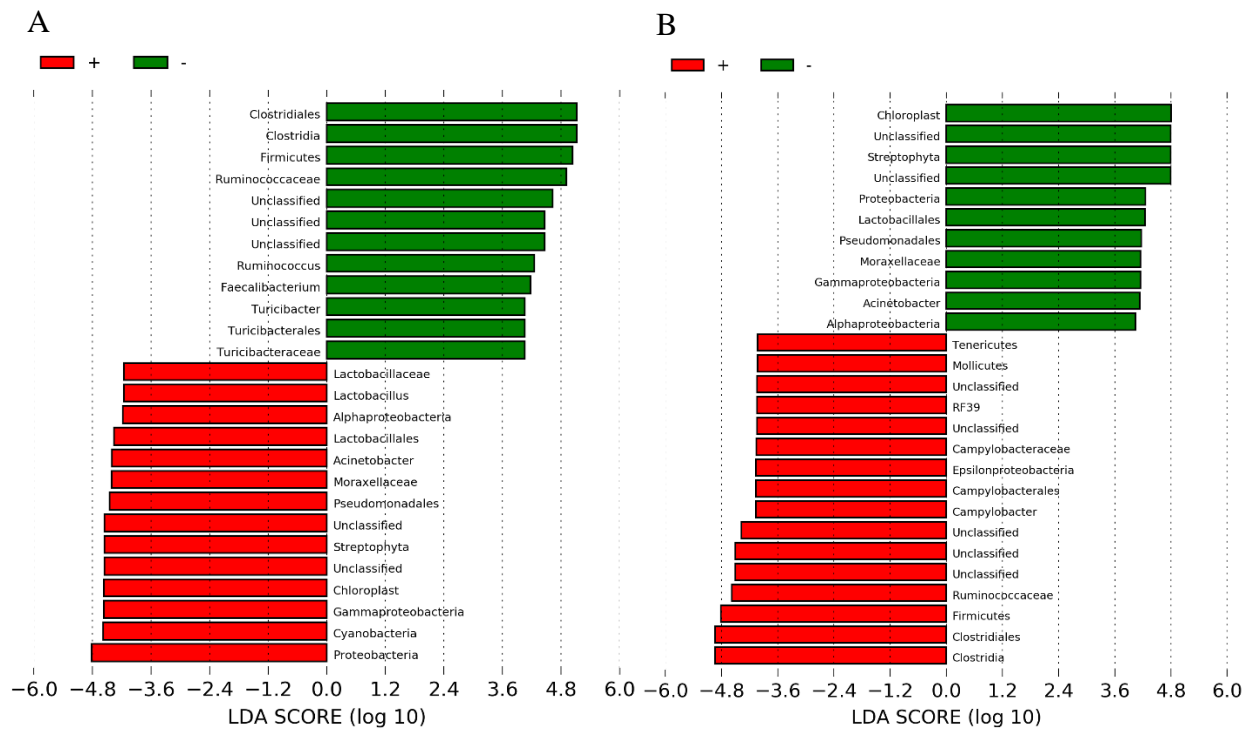 A
+ -
Clostridiales
Clostridia
Firmicutes
Ruminococcaceae
Unclassified
Unclassified
Unclassified
Ruminococcus
Faecalibacterium
Turicibacter
Turicibacterales
Turicibacteraceae
Lactobacillaceae
Lactobacillus
Alphaproteobacteria
Lactobacillales
Acinetobacter
Moraxellaceae
Pseudomonadales
Unclassified
Streptophyta
Unclassified
Chloroplast
Gammaproteobacteria
Cyanobacteria
Proteobacteria
−6.0 −4.8 −3.6 −1.2 0.0 1.2 2.4 3.6 4.8 6.0
LDA SCORE (log 10)
B
+ -
Chloroplast
Unclassified
Streptophyta
Unclassified
Proteobacteria
Lactobacillales
Pseudomonadales
Moraxellaceae
Gammaproteobacteria
Acinetobacter
Alphaproteobacteria
Tenericutes
Mollicutes
Unclassified
RF39
Unclassified
Campylobacteraceae
Epsilonproteobacteria
Campylobacterales
Campylobacter
Unclassified
Unclassified
Unclassified
Ruminococcaceae
Firmicutes
Clostridiales
Clostridia
−6.0 −4.8 −3.6 −2.4 −1.2 0.0 1.2 2.4 3.6 4.8 6.0
LDA SCORE (log 10)